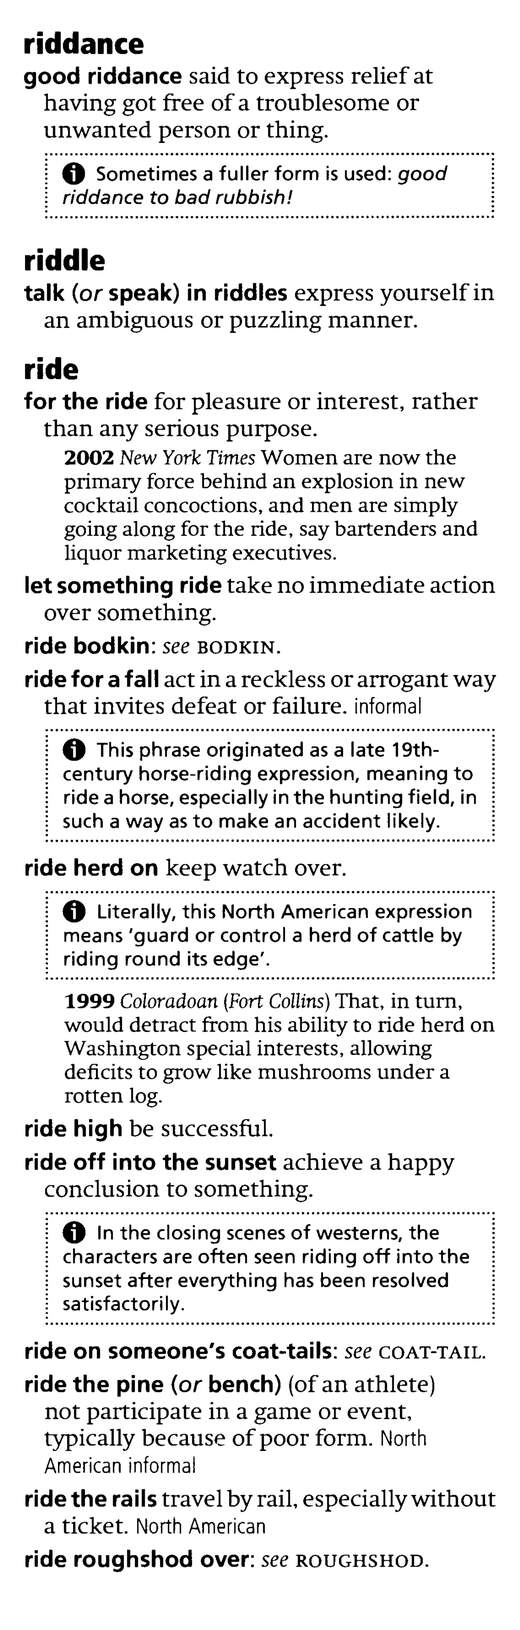 riddance
good riddance said to express relief at
having got free of a troublesome or
unwanted person or thing.
Sometimes a fuller form is used: good
riddance to bad rubbish!
riddle
talk (or speak) in riddles express yourself in
an ambiguous or puzzling manner.
ride
for the ride for pleasure or interest, rather
than any serious purpose.
2002 New York Times Women are now the
primary force behind an explosion in new
cocktail concoctions, and men are simply
going along for the ride, say bartenders and
liquor marketing executives.
let something ride take no immediate action
over something.
ride bodkin: see BODKIN.
ride for a fall act in a reckless or arrogant way
that invites defeat or failure. informal
This phrase originated as a late 19th-
century horse-riding expression, meaning to
ride a horse, especially in the hunting field, in
such a way as to make an accident likely.
ride herd on keep watch over.
Literally, this North American expression
means 'guard or control a herd of cattle by
riding round its edge'.
1999 Coloradoan (Fort Collins) That, in turn,
would detract from his ability to ride herd on
Washington special interests, allowing
deficits to grow like mushrooms under a
rotten log.
ride high be successful.
ride off into the sunset achieve a happy
conclusion to something.
In the closing scenes of westerns, the
characters are often seen riding off into the
sunset after everything has been resolved
satisfactorily.
ride on someone's coat-tails: see COAT-TAIL.
ride the pine (or bench) (of an athlete)
not participate in a game or event,
typically because of poor form. North
American informal
ride the rails travel by rail, especially without
a ticket. North American
ride roughshod over: see ROUGHSHOD.